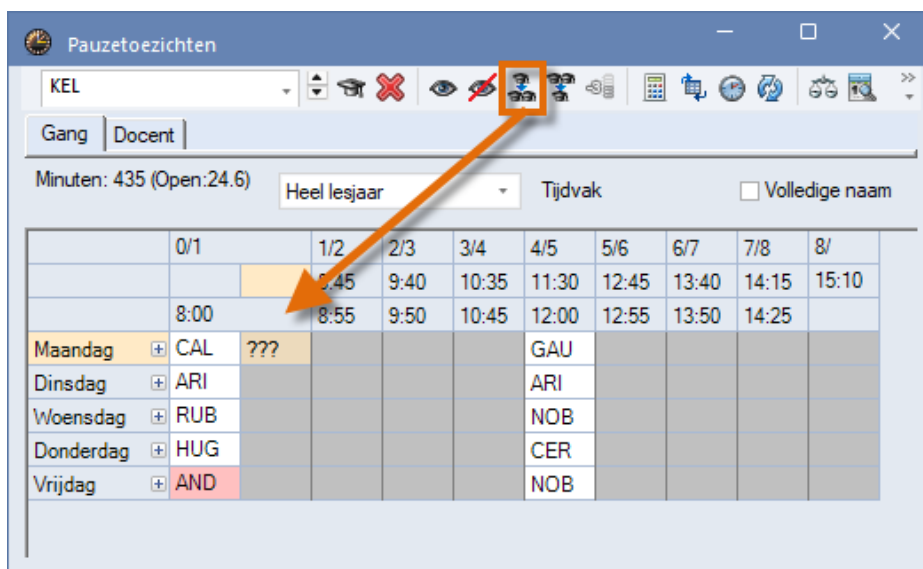 Pauzetoezichten
KEL
Gang Docent
Minuten: 435 (Open:24.6) Heel lesjaar Tijdvak Volledige naam
0/1 1/2 2/3 3/4 4/5 5/6 6/7 7/8 8/
:45 9:40 10:35 11:30 12:45 13:40 14:15 15:10
8:00 8:55 9:50 10:45 12:00 12:55 13:50 14:25
Maandag CAL ??? GAU
Dinsdag ARI ARI
Woensdag RUB NOB
Donderdag HUG CER
Vrijdag AND NOB